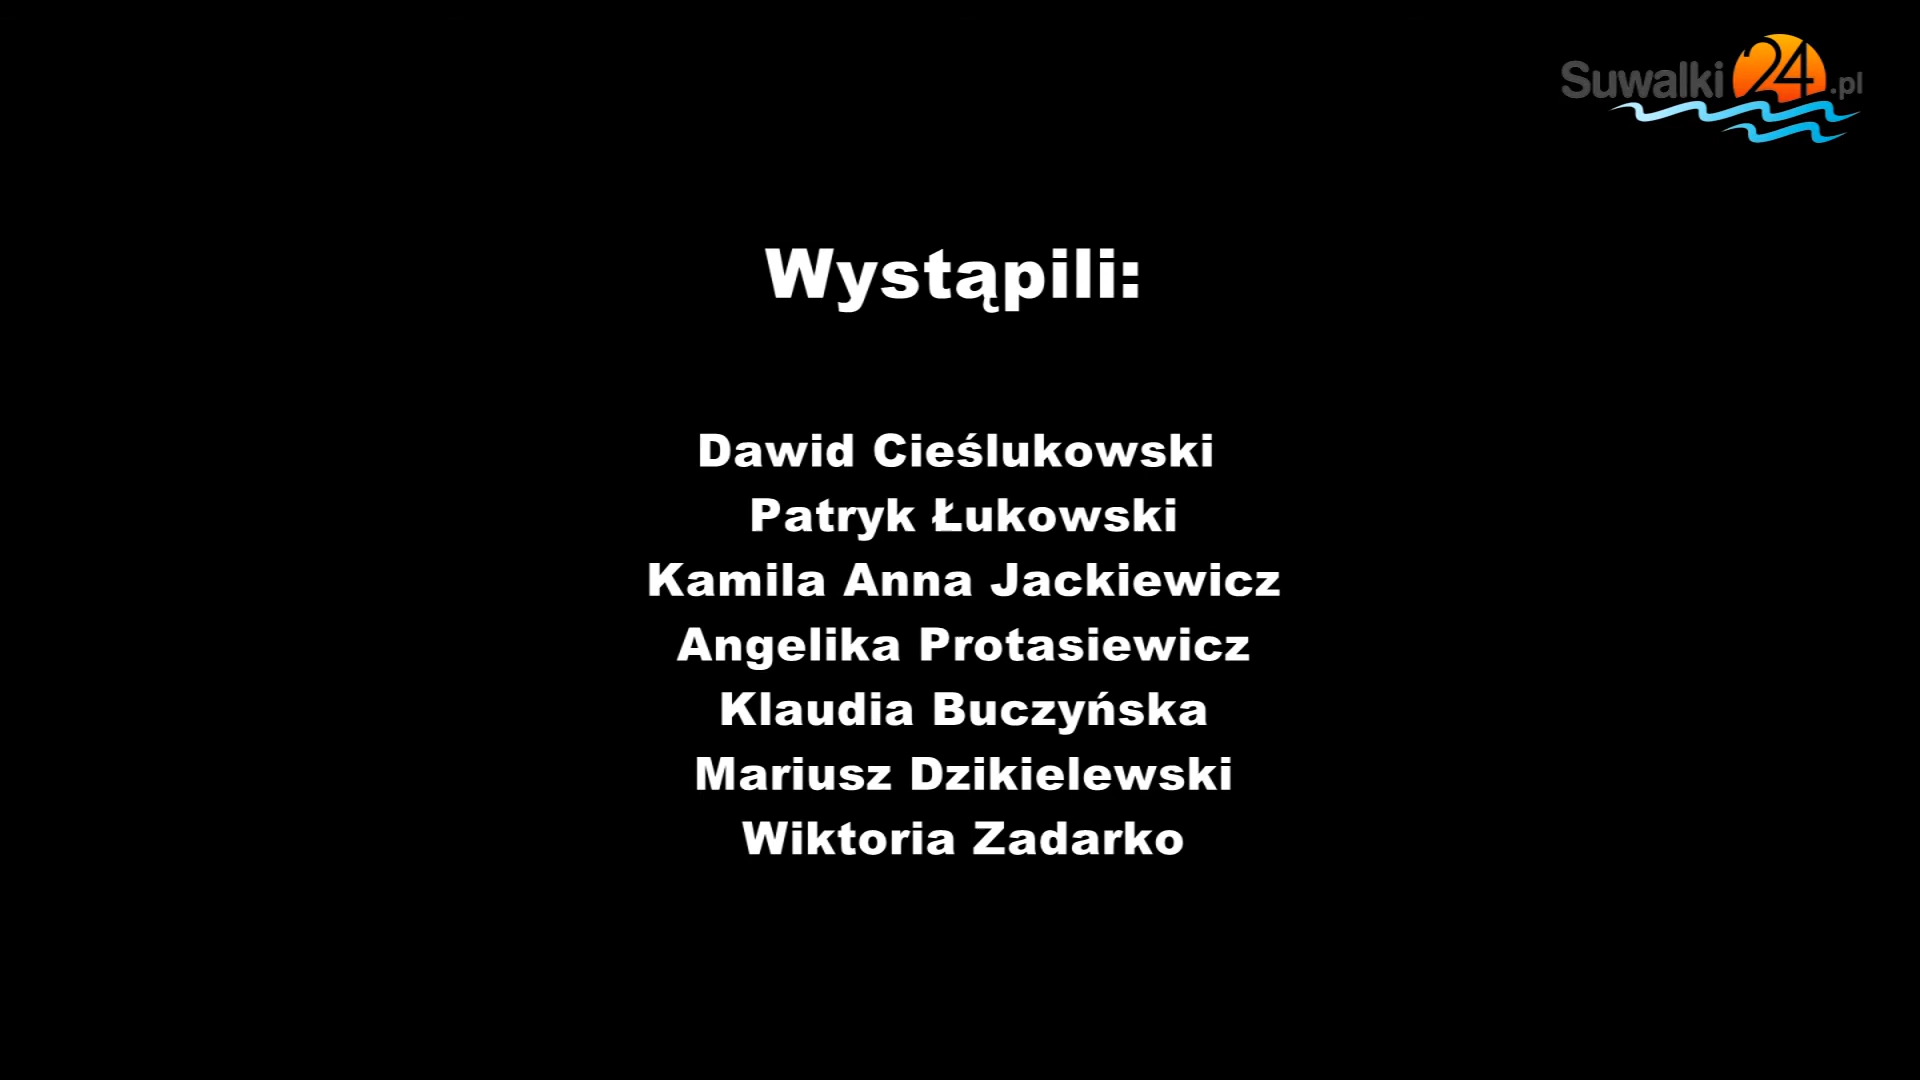 Suwalki24.pl
Wystąpili:
Dawid Cieślukowski
Patryk Łukowski
Kamila Anna Jackiewicz
Angelika Protasiewicz
Klaudia Buczyńska
Mariusz Dzikielewski
Wiktoria Zadarko